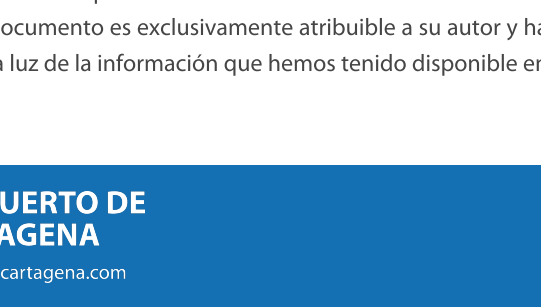 ocumento es exclusivamente atribuible a su autor y ha
luz de la información que hemos tenido disponible en
UERTO DE
AGENA
cartagena.com